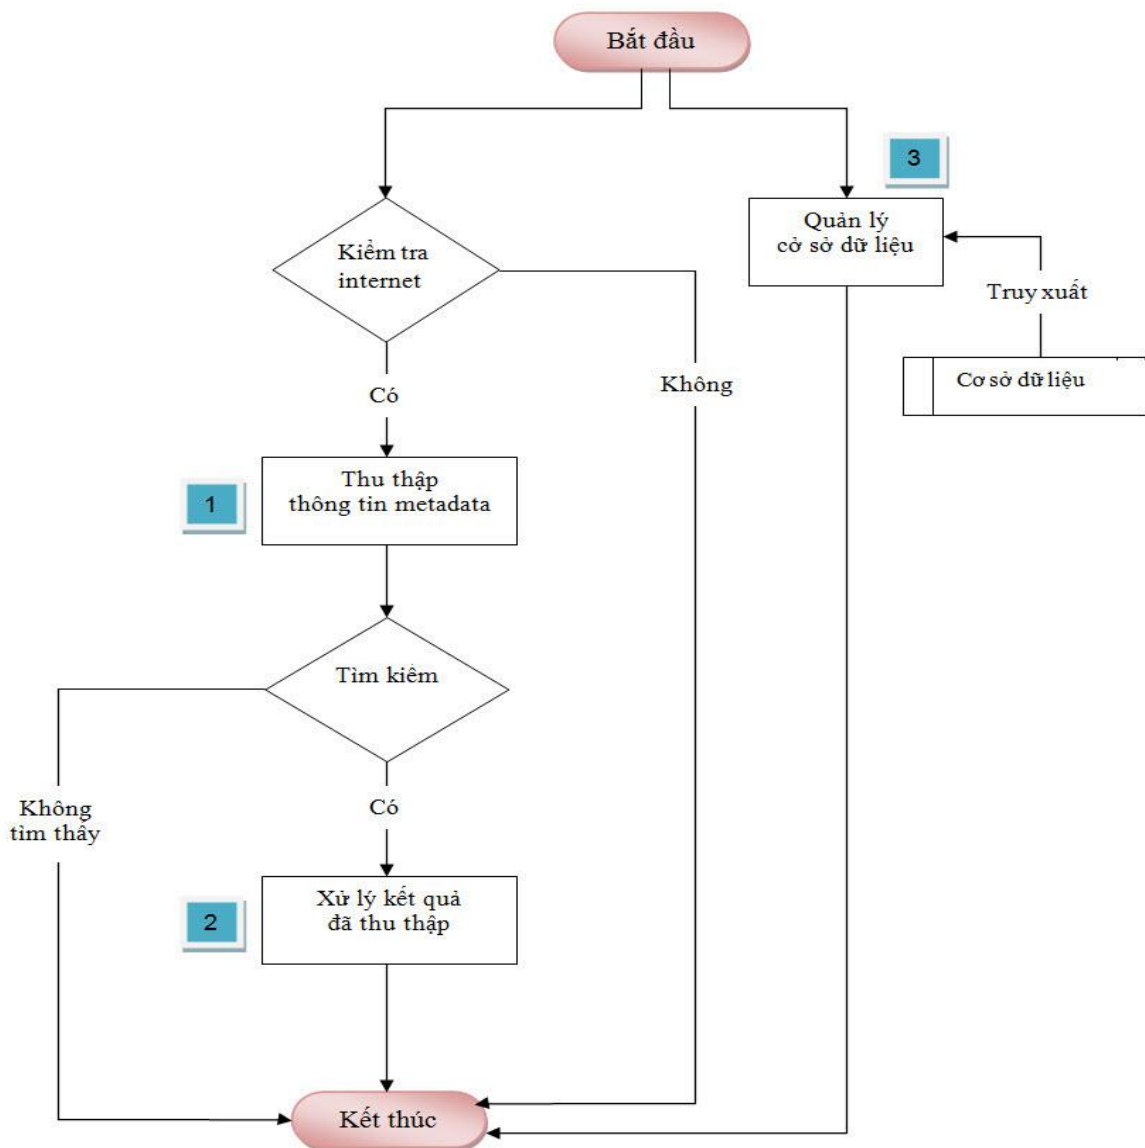 Bắt đầu
3
Quản lý
cở sở dữ liệu
Kiểm tra
internet
Truy xuất
Cơ sở dữ liệu
Không
Có
1
Thu thập
thông tin metadata
Tìm kiêm
Không
tìm thấy
Có
2
Xử lý kết quả
đã thu thập
Kết thúc